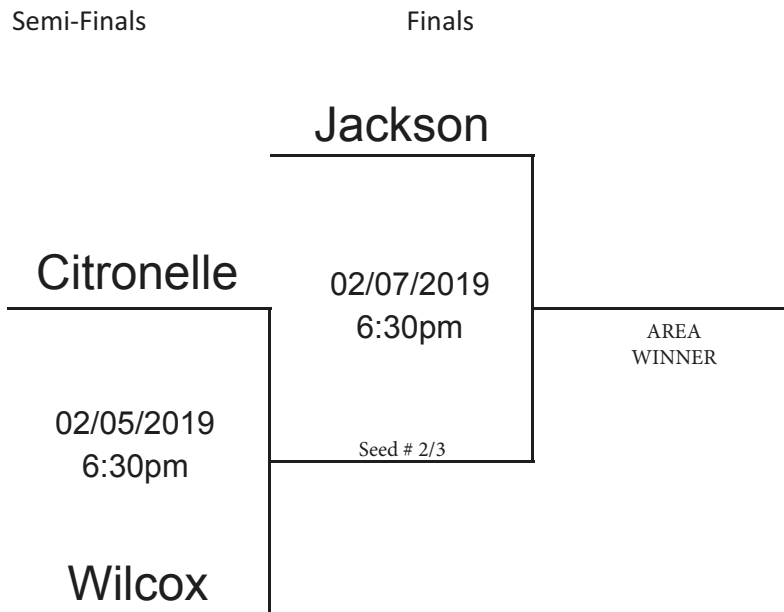 Semi-Finals
Finals
Jackson
Citronelle
02/07/2019
6:30pm
AREA
WINNER
02/05/2019
6:30pm
Seed # 2/3
Wilcox